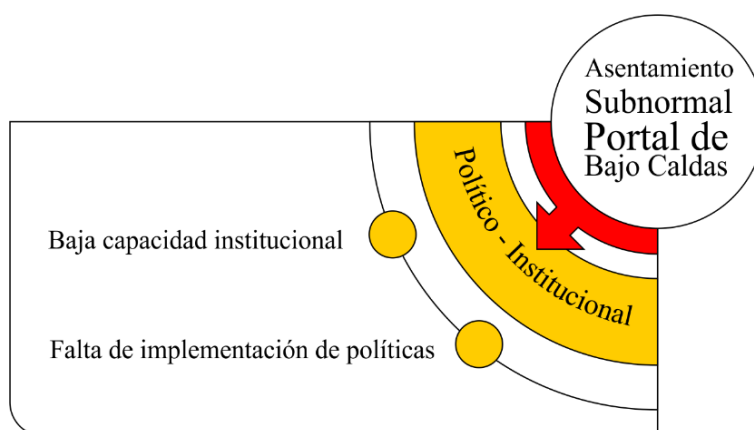 Asentamiento
Subnormal
Portal de
Bajo Caldas
Político - Institucional
Baja capacidad institucional
Falta de implementación de políticas